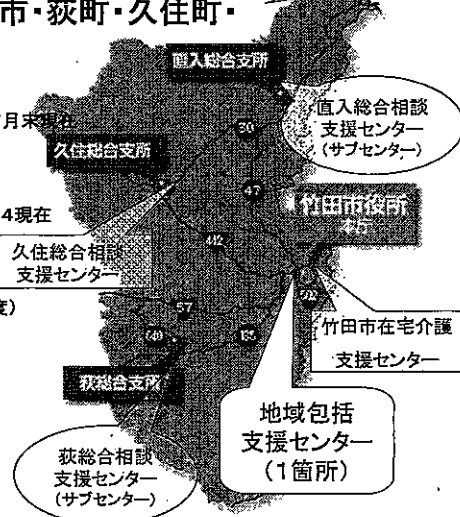 市・荻町・久住町・
直入総合支所
月末現在
直入総合相談
支援センター
(サブセンター)
久住総合支所
30
47
竹田市役所
本庁
4現在
412
久住総合相談
支援センター
度)
57
502
竹田市在宅介護
支援センター
荻総合支所
地域包括
支援センター
(1箇所)
荻総合相談
支援センター
(サブセンター)